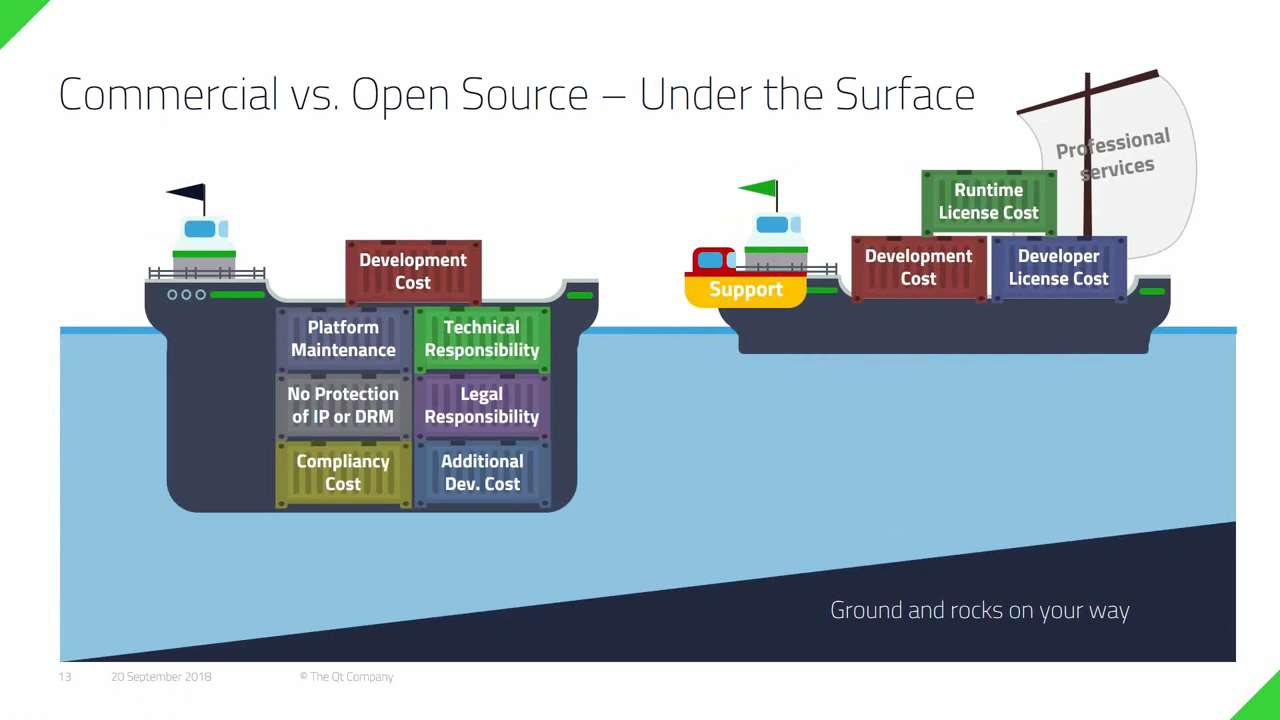 Commercial vs. Open Source – Under the Surface
Professional
services
Runtime
License Cost
Development
Cost
Development
Cost
Developer
License Cost
Support
Platform
Maintenance
Technical
Responsibility
No Protection
of IP or DRM
Legal
Responsibility
Compliancy
Cost
Additional
Dev. Cost
Ground and rocks on your way
13
20 September 2018
© The Qt Company